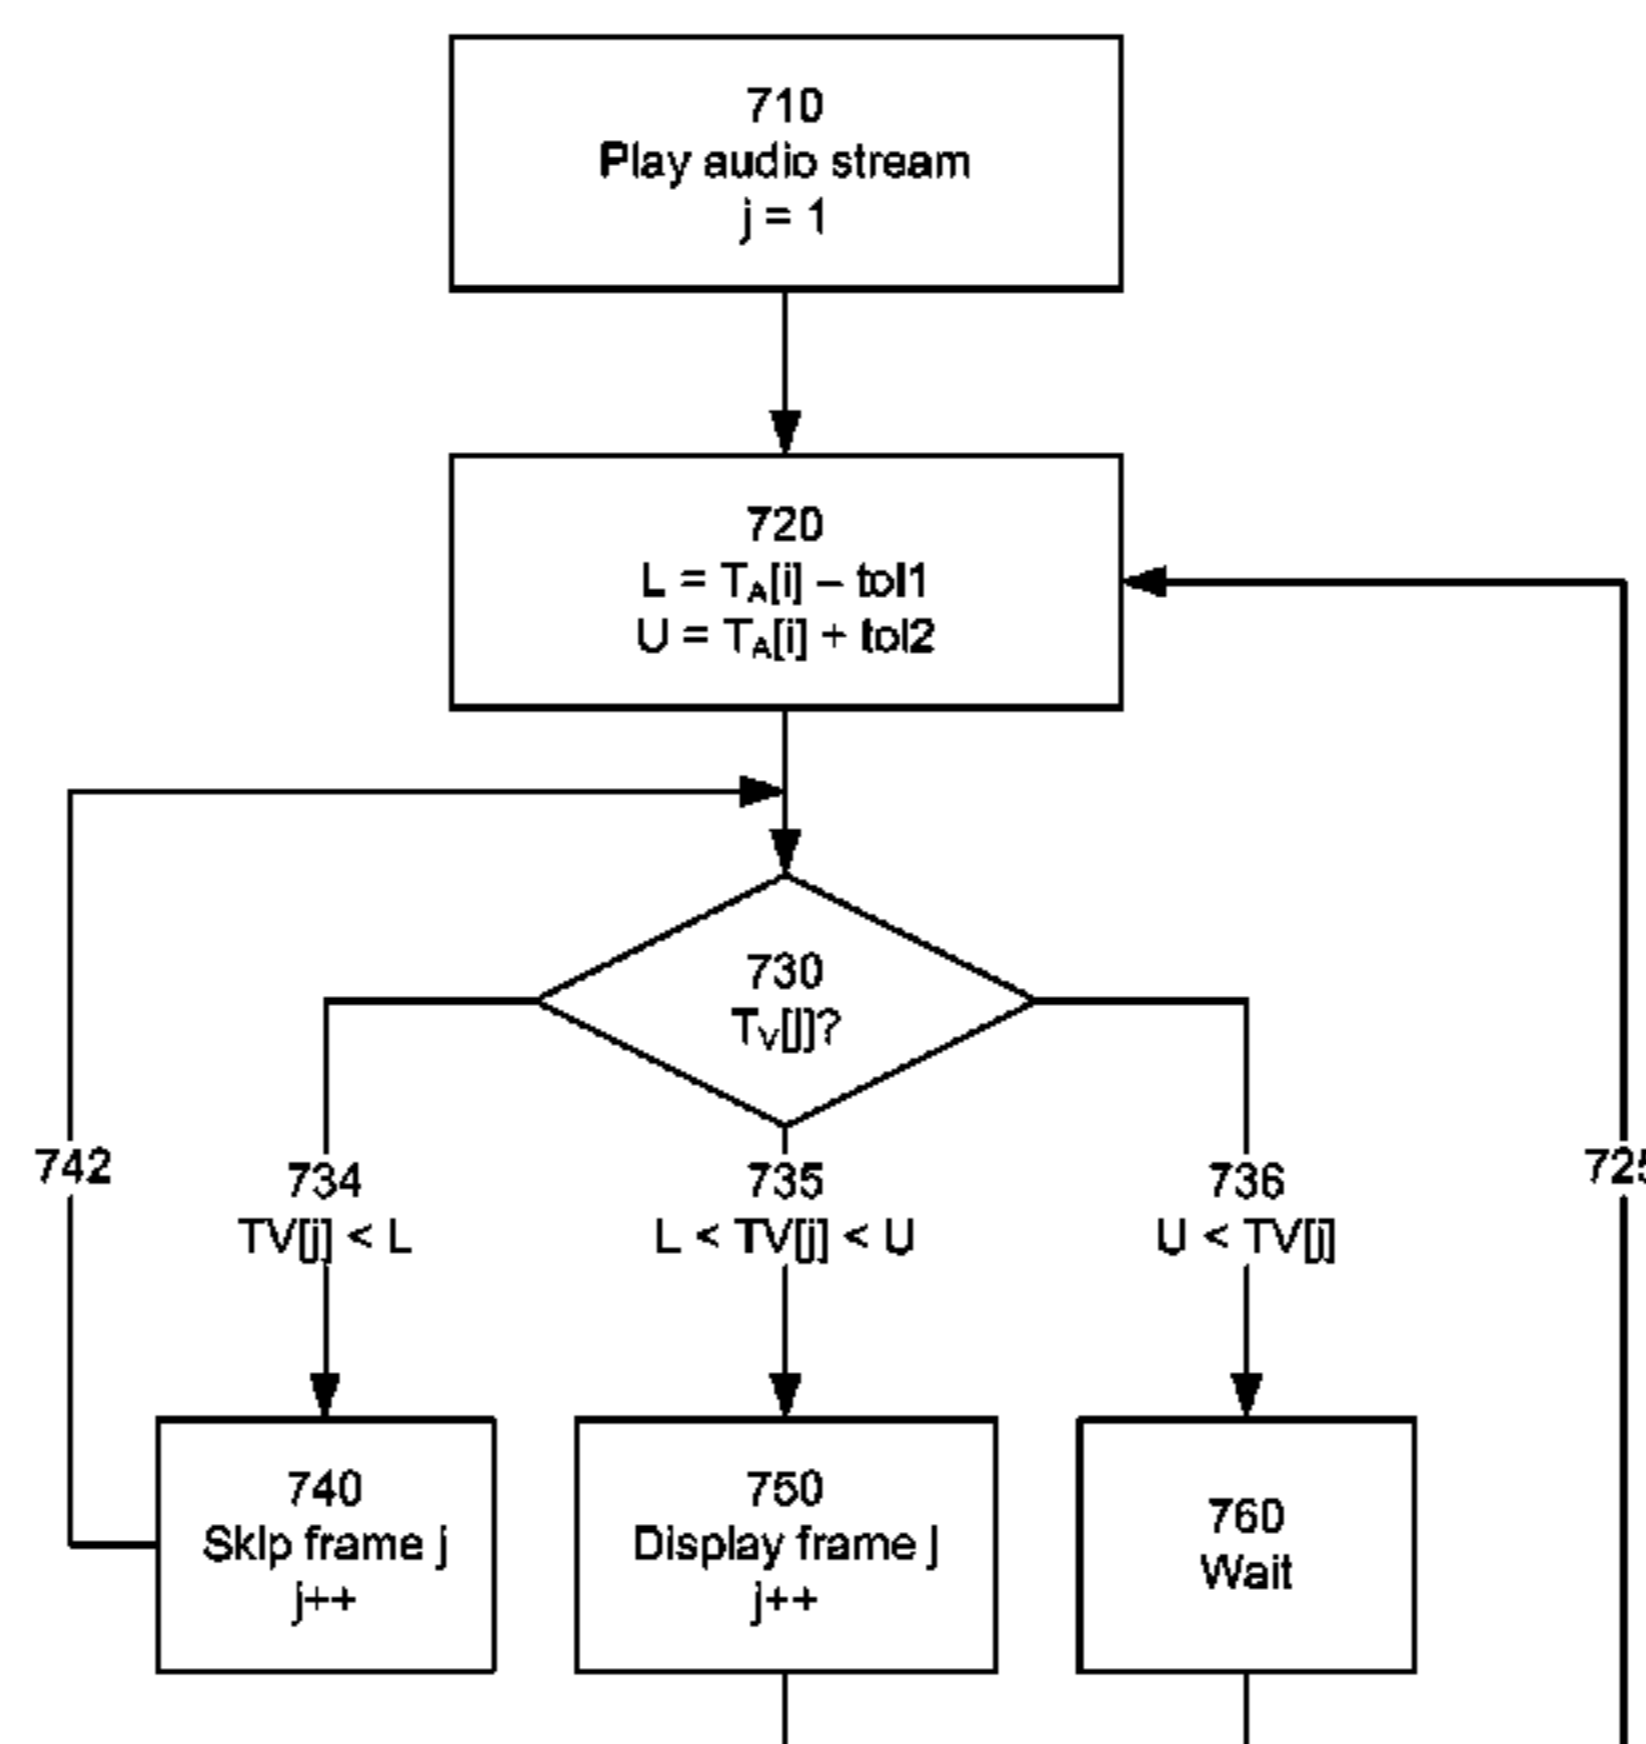 710
Play audio stream
j = 1
720
L = TA[i] – tol1
U = TA[i] + tol2
730
TV[j]?
742
734
TV[j] < L
735
L < TV[j] < U
736
U < TV[j]
725
740
Skip frame j
j++
750
Display frame j
j++
760
Wait